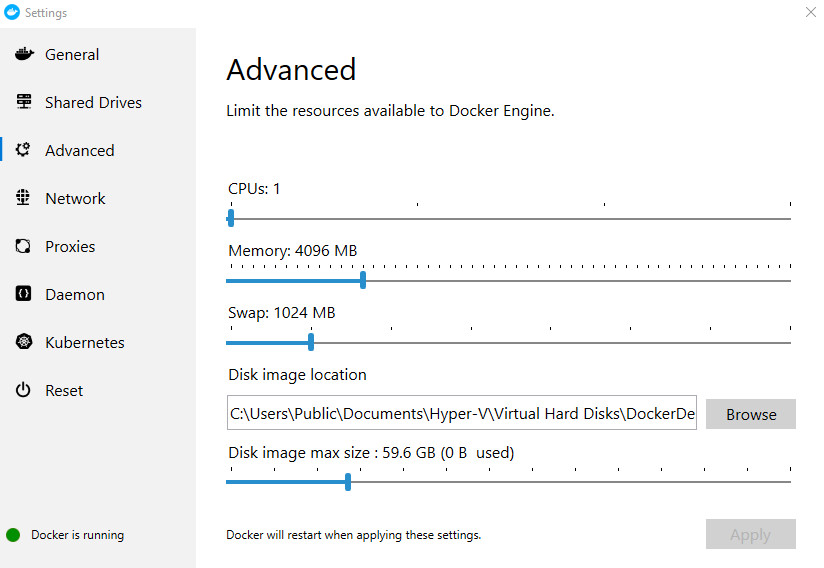 Settings
General
Shared Drives
Advanced
Network
Proxies
Daemon
Kubernetes
Reset
Docker is running
Advanced
Limit the resources available to Docker Engine.
CPUs: 1
Memory: 4096 MB
Swap: 1024 MB
Disk image location
C:\Users\Public\Documents\Hyper-V\Virtual Hard Disks\DockerDe
Browse
Disk image max size : 59.6 GB (0 B  used)
Docker will restart when applying these settings.
Apply